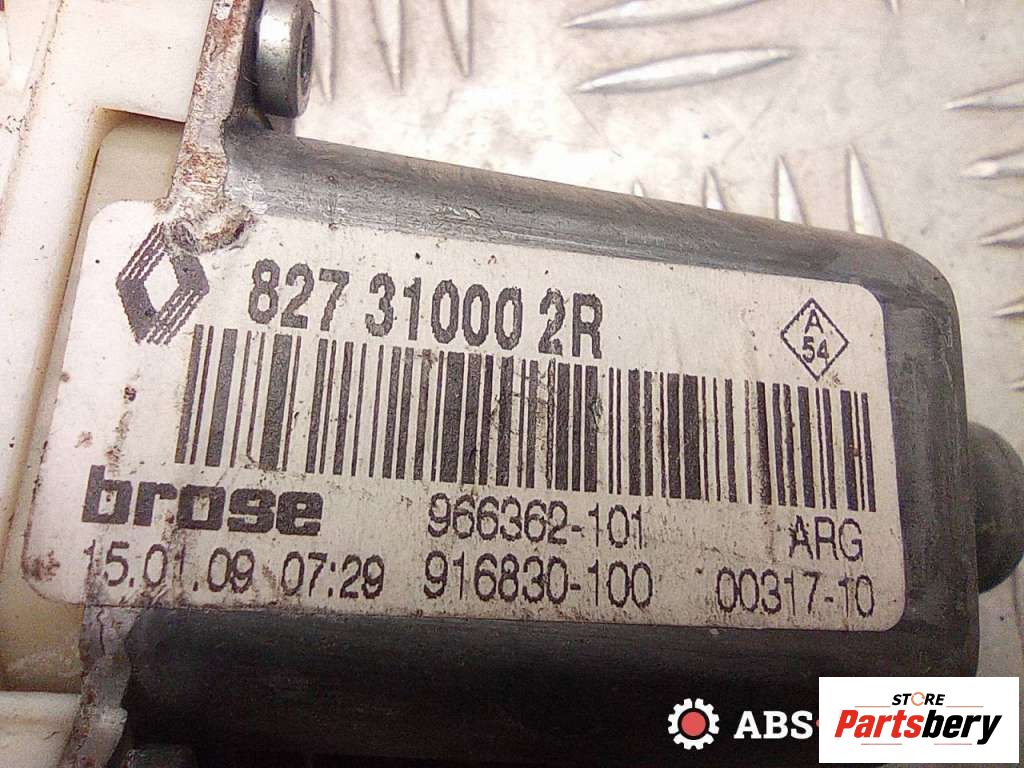 827 31000 2R
A
54
brose
966362-101
ARG
15.01.09 07:29
916830-100
00317-10
ABS-
STORE
Partsbery